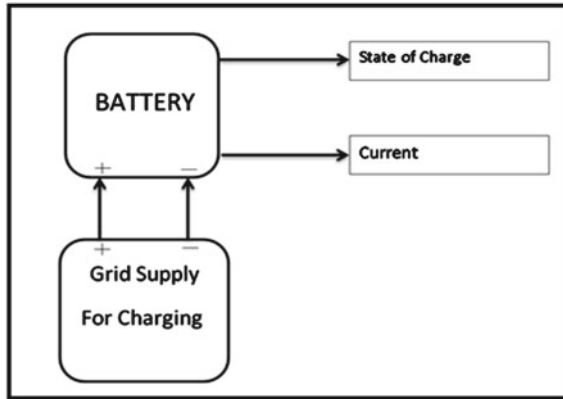 BATTERY
+ −
+ −
Grid Supply
For Charging
State of Charge
Current